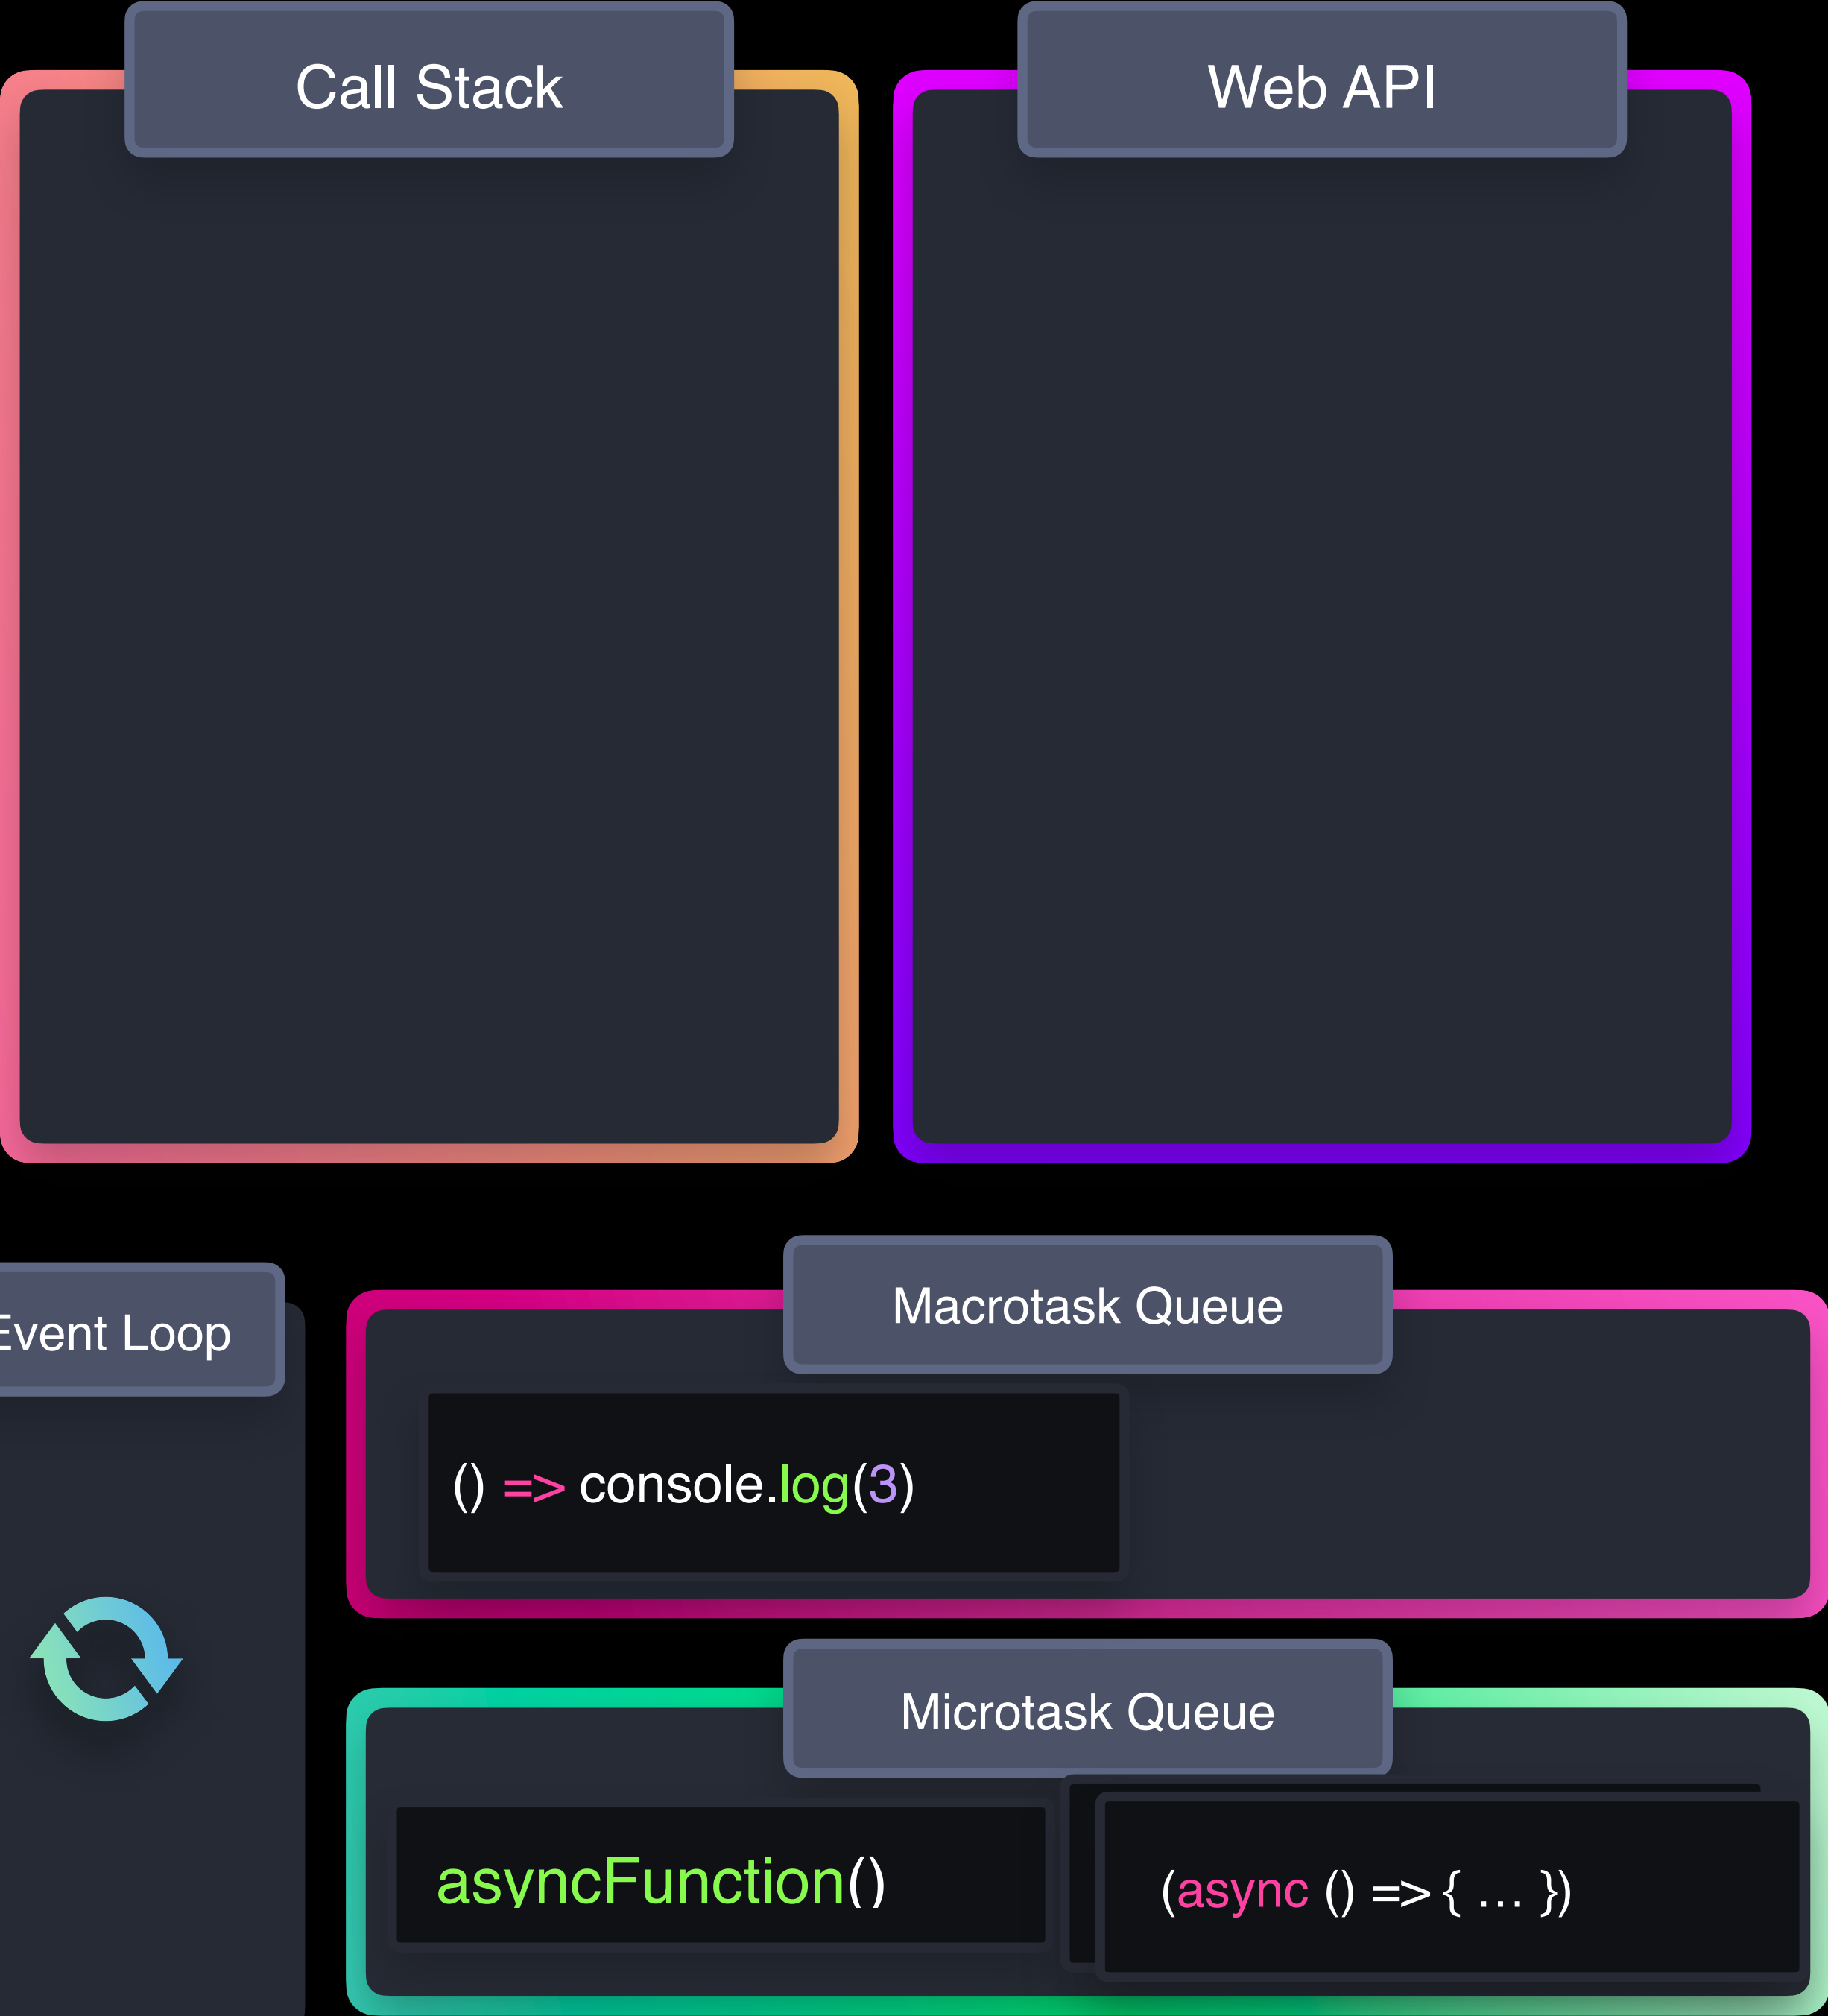 Call Stack
Web API
Event Loop
Macrotask Queue
() => console.log(3)
Microtask Queue
asyncFunction()
(async () => { ... })